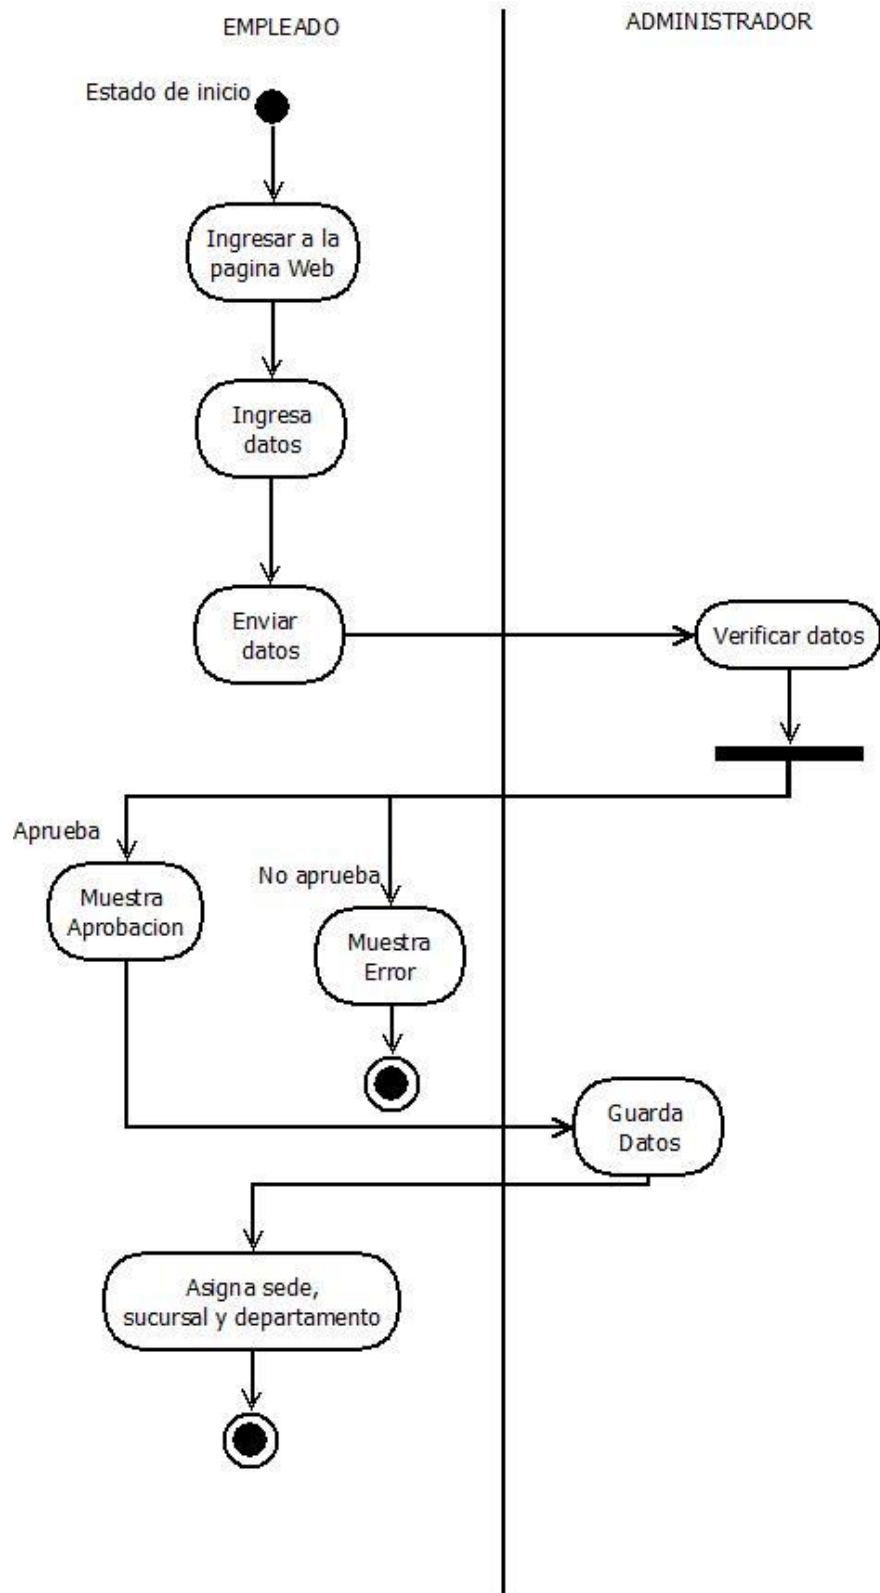 EMPLEADO
ADMINISTRADOR
Estado de inicio
Ingresar a la
pagina Web
Ingresa
datos
Enviar
datos
Verificar datos
Aprueba
Muestra
Aprobacion
No aprueba
Muestra
Error
Guarda
Datos
Asigna sede,
sucursal y departamento